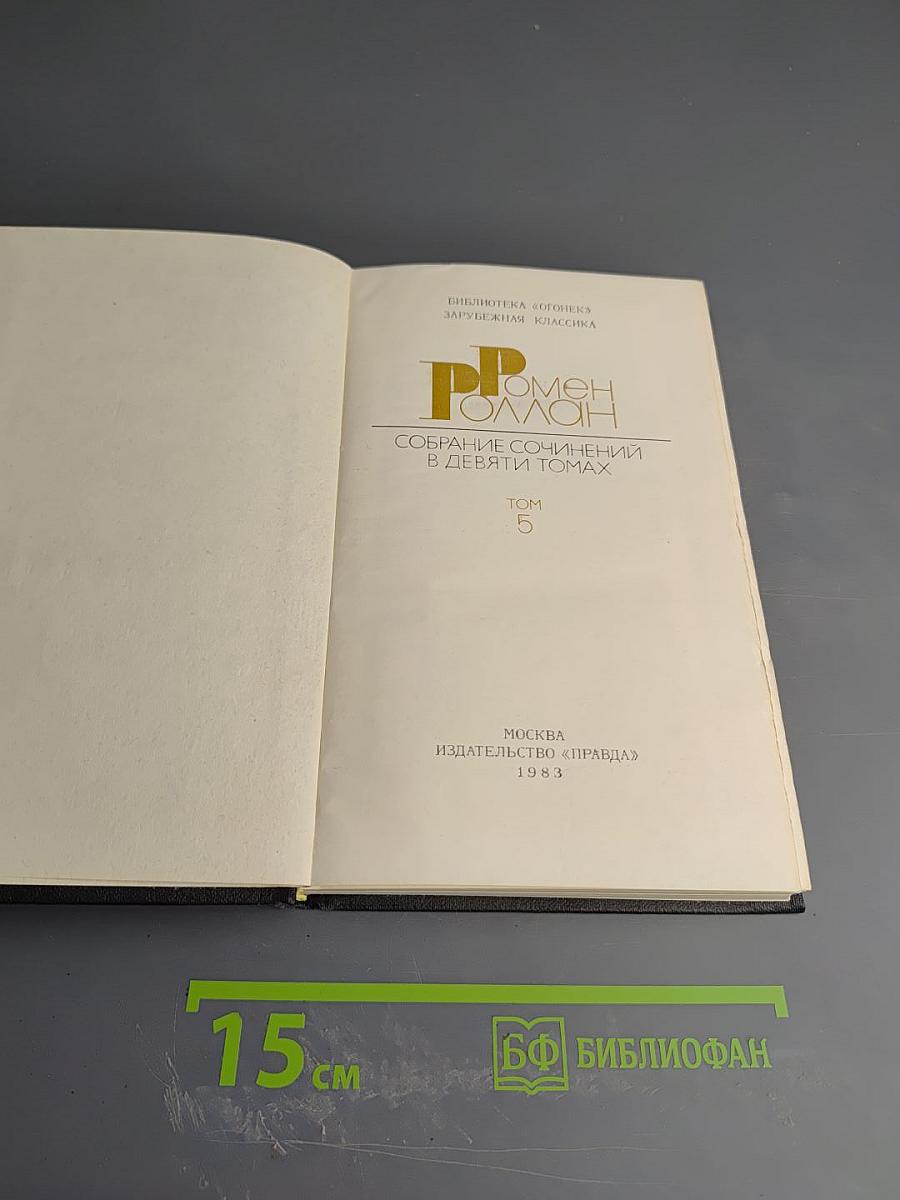 БИБЛИОТЕКА «ОГОНЕК»
ЗАРУБЕЖНАЯ КЛАССИКА
Ромен
Роллан
СОБРАНИЕ СОЧИНЕНИЙ
В ДЕВЯТИ ТОМАХ
ТОМ
5
МОСКВА
ИЗДАТЕЛЬСТВО «ПРАВДА»
1983
15 см
БФ БИБЛИОФАН